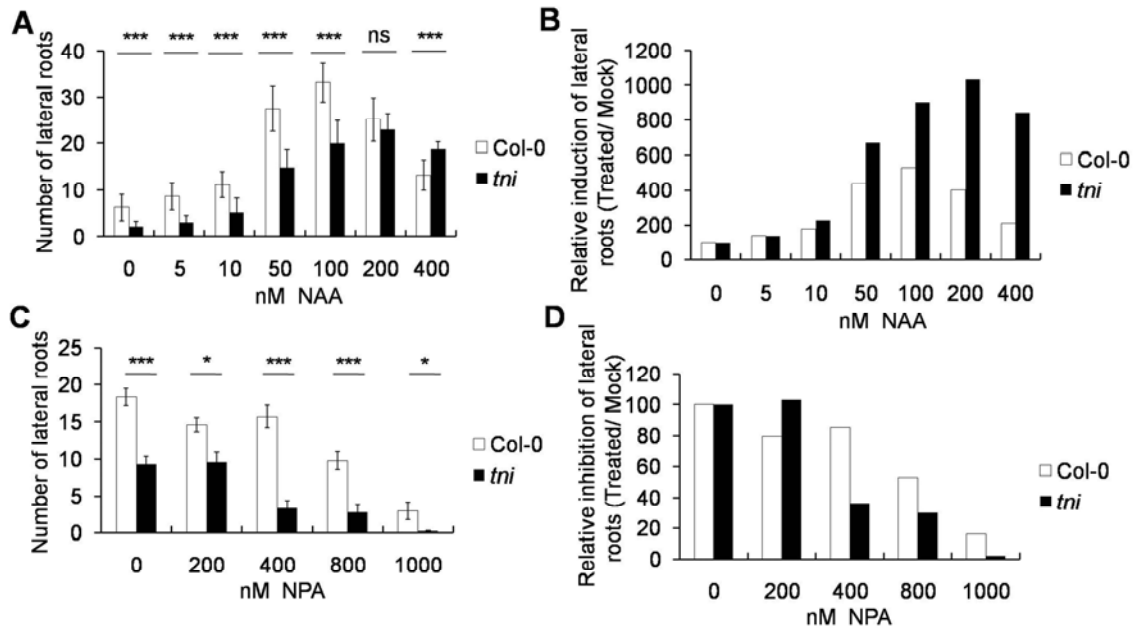 A
*** *** *** *** *** ns ***
Number of lateral roots
40
30
20
10
0
0 5 10 50 100 200 400
nM NAA
Col-0
tni
B
Relative induction of lateral
roots (Treated/ Mock)
1200
1000
800
600
400
200
0
0 5 10 50 100 200 400
nM NAA
Col-0
tni
C
*** * *** *** *
Number of lateral roots
25
20
15
10
5
0
0 200 400 800 1000
nM NPA
Col-0
tni
D
Relative inhibition of lateral
roots (Treated/ Mock)
120
100
80
60
40
20
0
0 200 400 800 1000
nM NPA
Col-0
tni